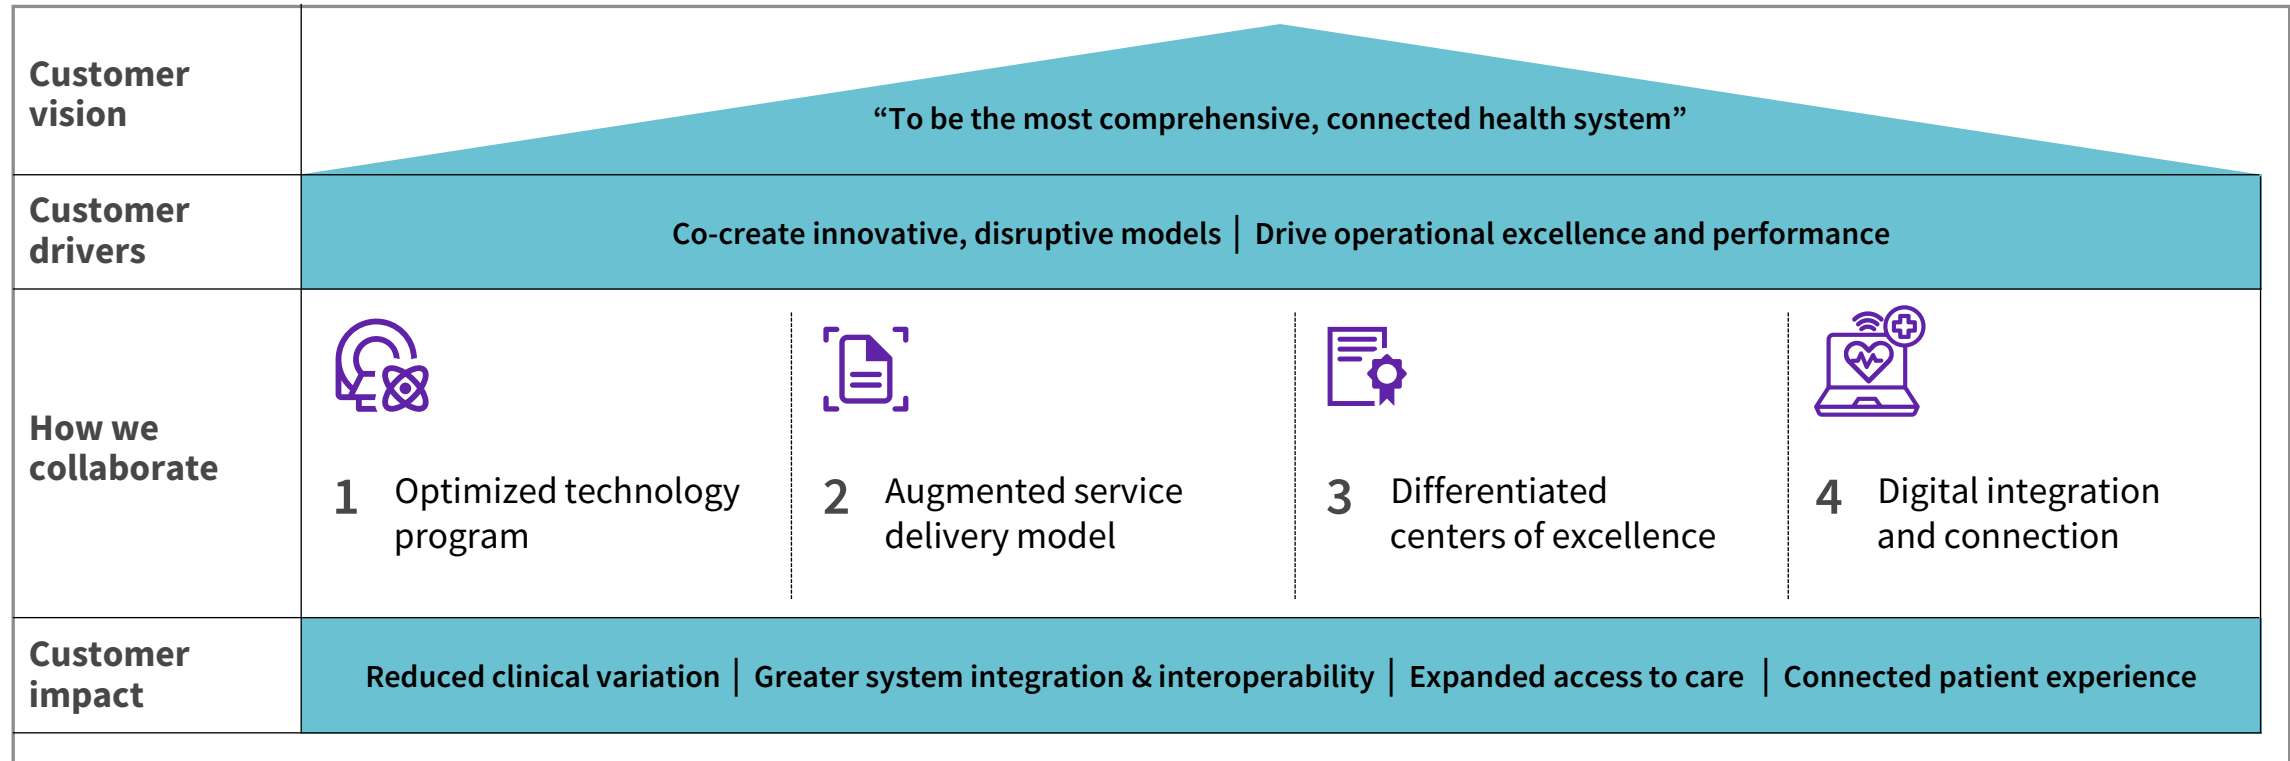 Customer
vision
“To be the most comprehensive, connected health system”
Customer
drivers
Co-create innovative, disruptive models | Drive operational excellence and performance
How we
collaborate
1 Optimized technology
program
2 Augmented service
delivery model
3 Differentiated
centers of excellence
4 Digital integration
and connection
Customer
impact
Reduced clinical variation | Greater system integration & interoperability | Expanded access to care | Connected patient experience